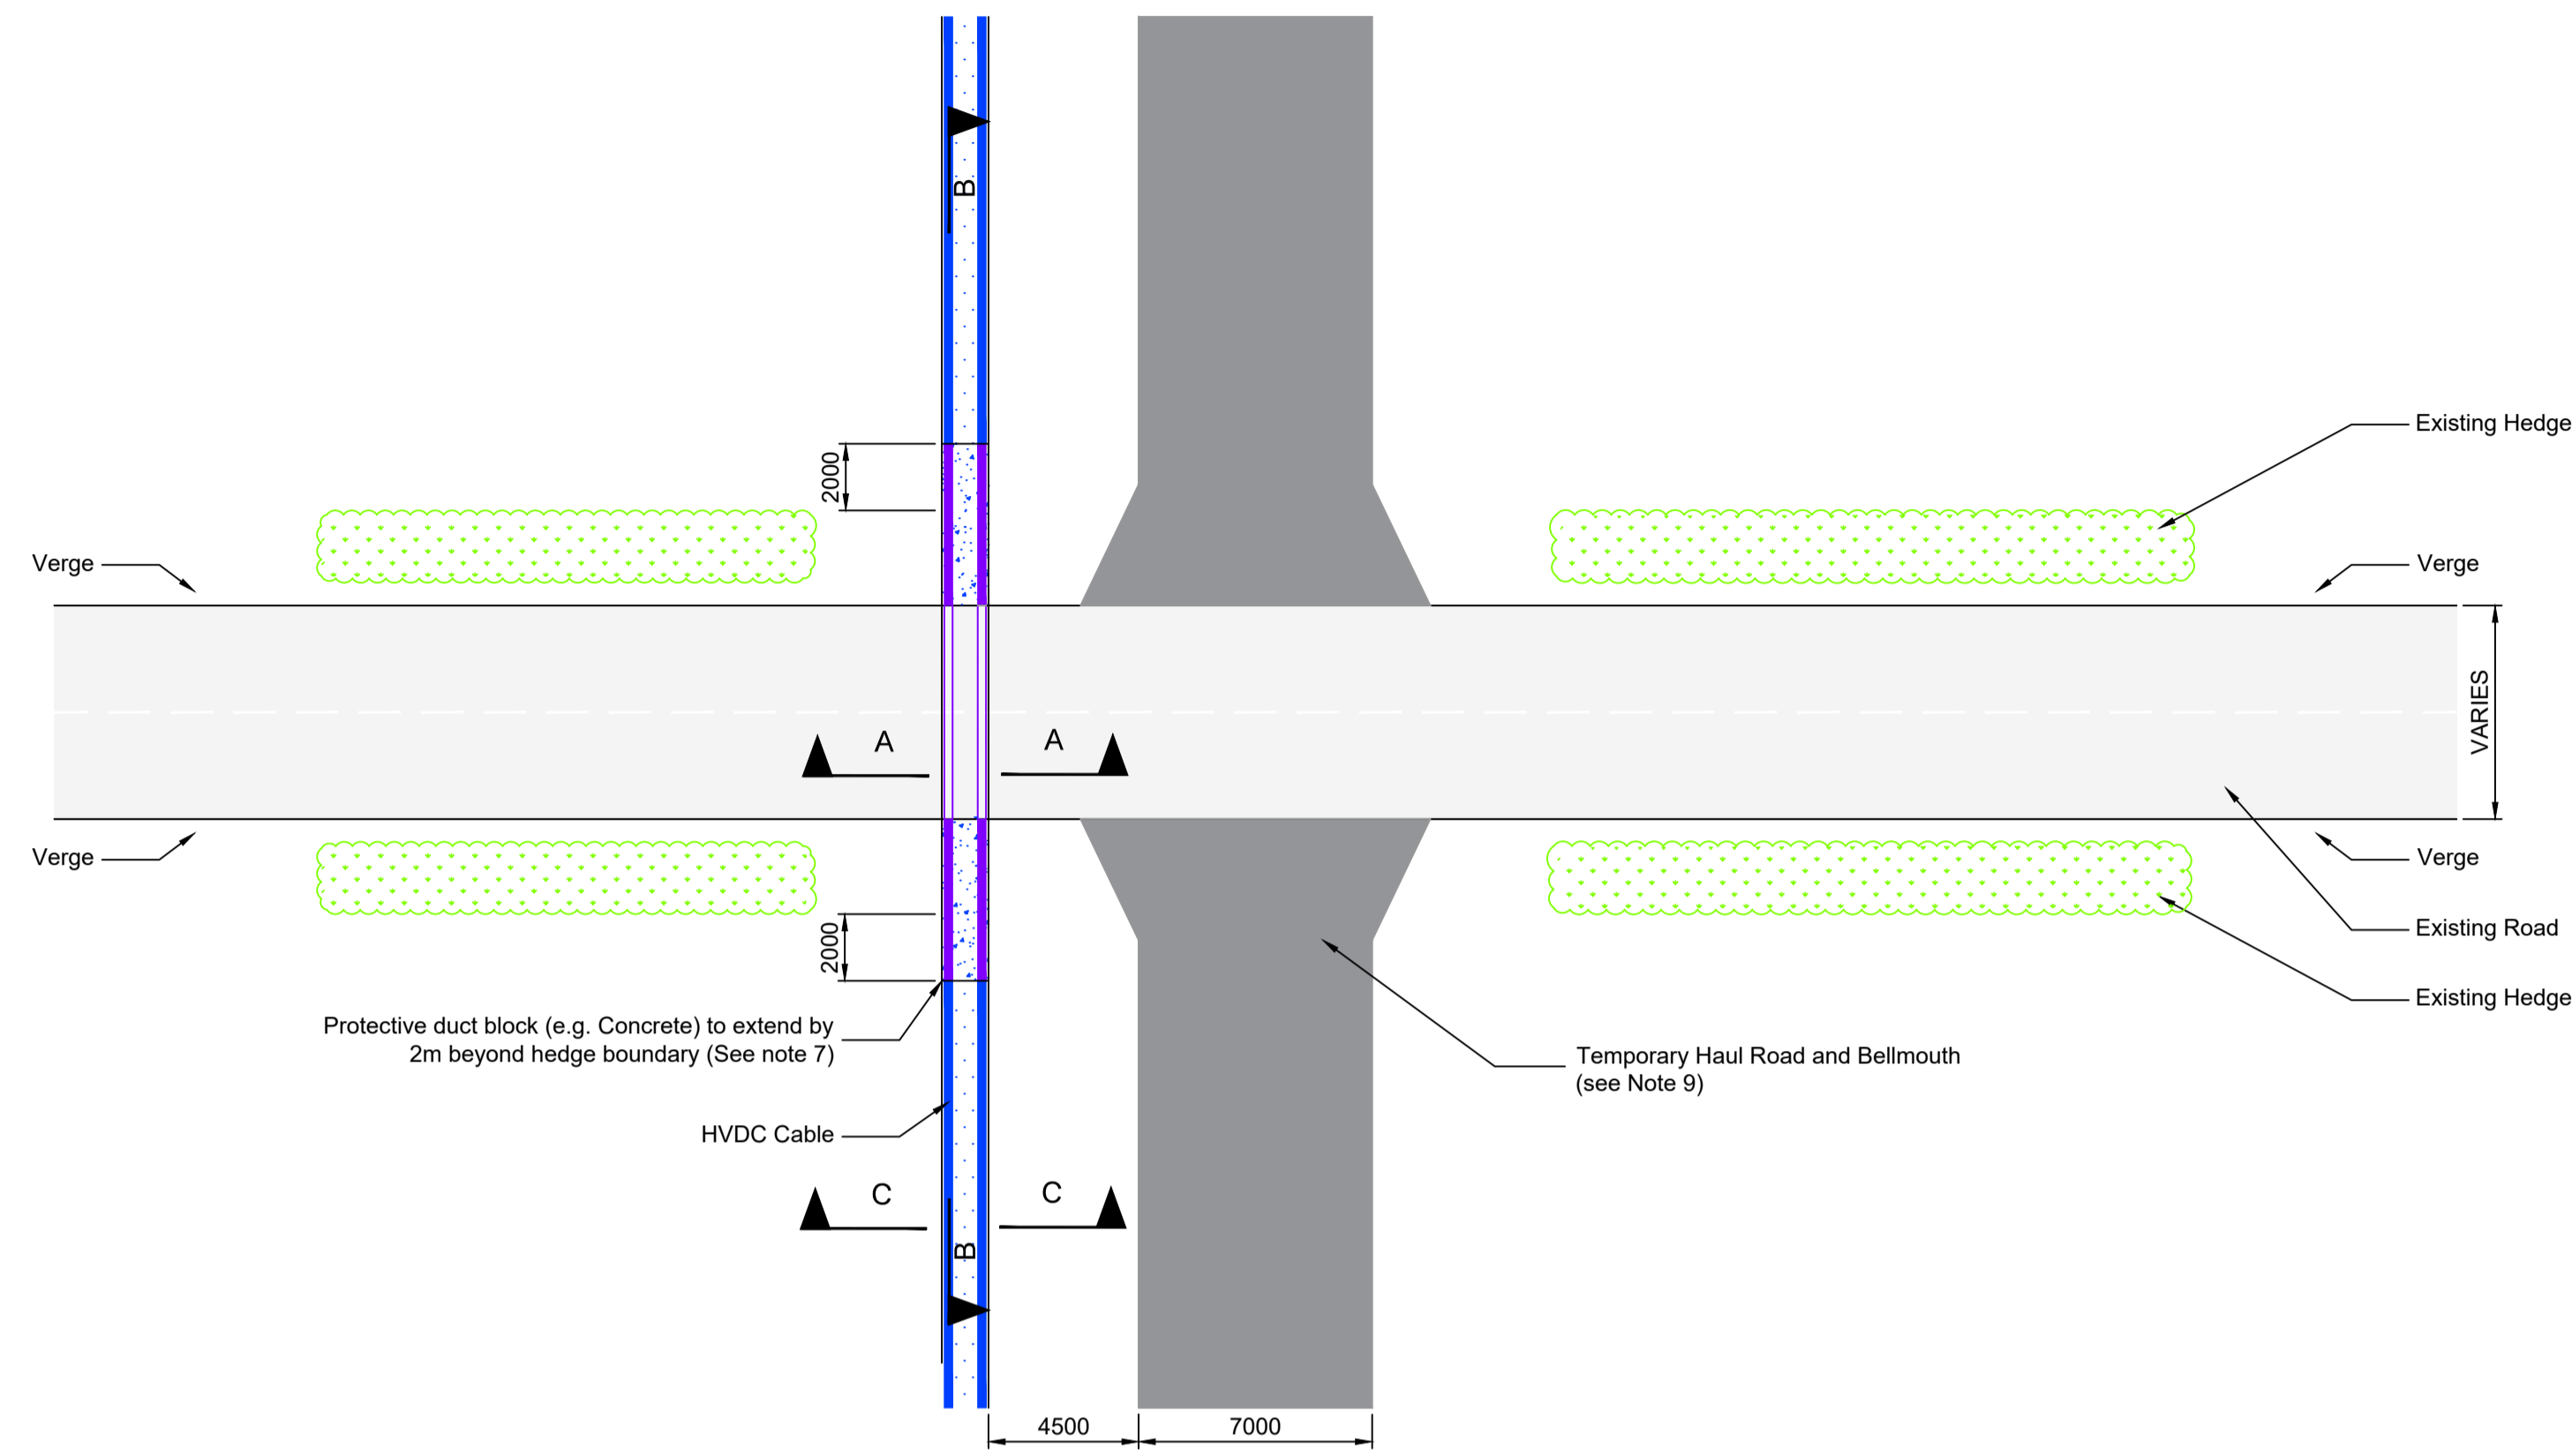 B
Existing Hedge
2000
Verge
Verge
VARIES
A
A
Verge
Verge
2000
Existing Road
Existing Hedge
Protective duct block (e.g. Concrete) to extend by
2m beyond hedge boundary (See note 7)
Temporary Haul Road and Bellmouth
(see Note 9)
HVDC Cable
C
C
B
4500
7000